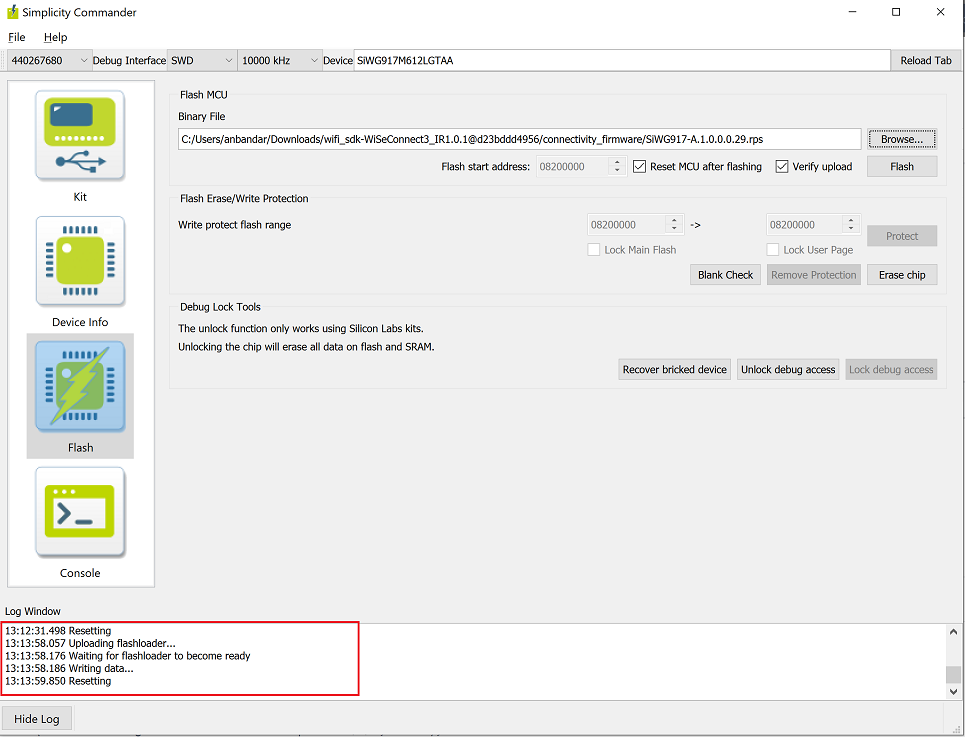 Simplicity Commander
File Help
440267680 Debug Interface SWD 10000 kHz Device SiWG917M612LGTAA Reload Tab
Kit
Device Info
Flash
Console
Flash MCU
Binary File
C:/Users/anbandar/Downloads/wifi_sdk-WiSeConnect3_IR1.0.1@d23bddd4956/connectivity_firmware/SiWG917-A.1.0.0.0.29.rps Browse...
Flash start address: 08200000 Reset MCU after flashing Verify upload Flash
Flash Erase/Write Protection
Write protect flash range 08200000 -> 08200000 Protect
Lock Main Flash Lock User Page
Blank Check Remove Protection Erase chip
Debug Lock Tools
The unlock function only works using Silicon Labs kits.
Unlocking the chip will erase all data on flash and SRAM.
Recover bricked device Unlock debug access Lock debug access
Log Window
13:12:31.498 Resetting
13:13:58.057 Uploading flashloader...
13:13:58.176 Waiting for flashloader to become ready
13:13:58.186 Writing data...
13:13:59.850 Resetting
Hide Log